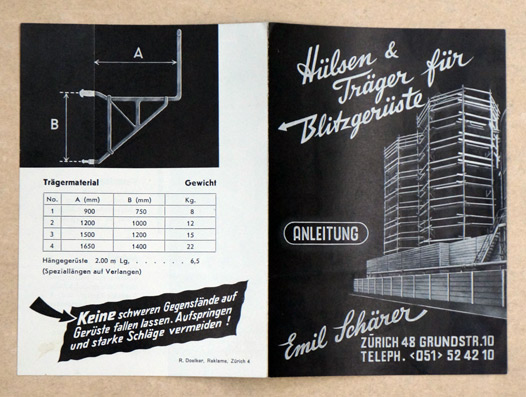 A
B
Trägermaterial Gewicht
No. A (mm) B (mm) Kg.
1 900 750 8
2 1200 1000 12
3 1500 1200 15
4 1650 1400 22
Hängegerüste 2.00 m Lg. . . . . . . 6,5
(Speziallängen auf Verlangen)
Keine schweren Gegenstände auf
Gerüste fallen lassen. Aufspringen
und starke Schläge vermeiden!
R. Doelker, Reklame, Zürich 4
Hülsen &
Träger für
Blitzgerüste
ANLEITUNG
Emil Schärer
ZÜRICH 48 GRUNDSTR.10
TELEPH. <051> 52 42 10